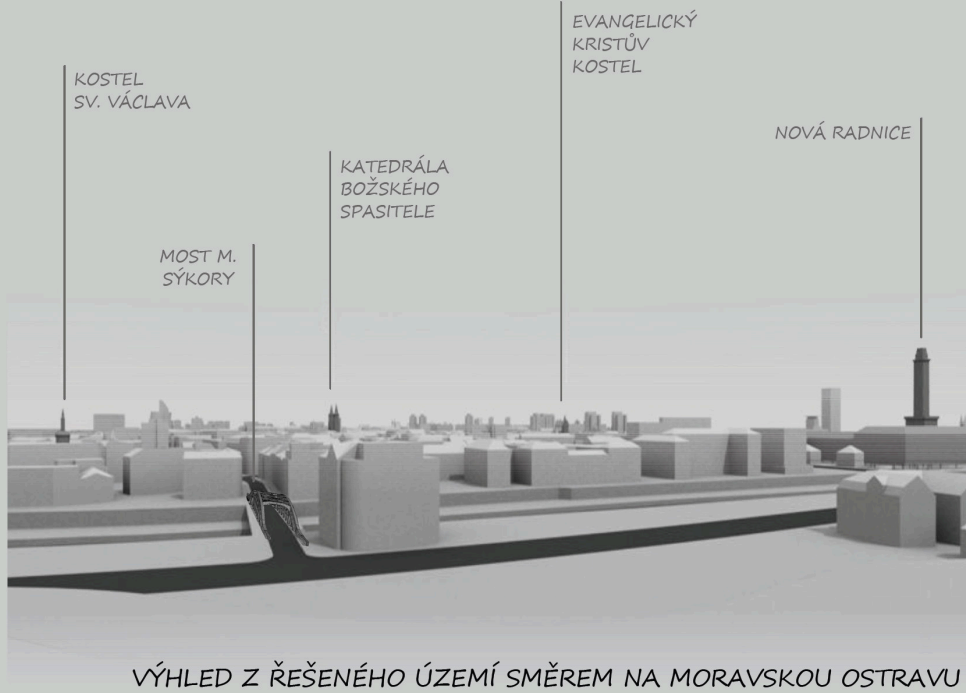 KOSTEL
SV. VÁCLAVA
MOST M.
SÝKORY
KATEDRÁLA
BOŽSKÉHO
SPASITELE
EVANGELICKÝ
KRISTŮV
KOSTEL
NOVÁ RADNICE
VÝHLED Z ŘEŠENÉHO ÚZEMÍ SMĚREM NA MORAVSKOU OSTRAVU